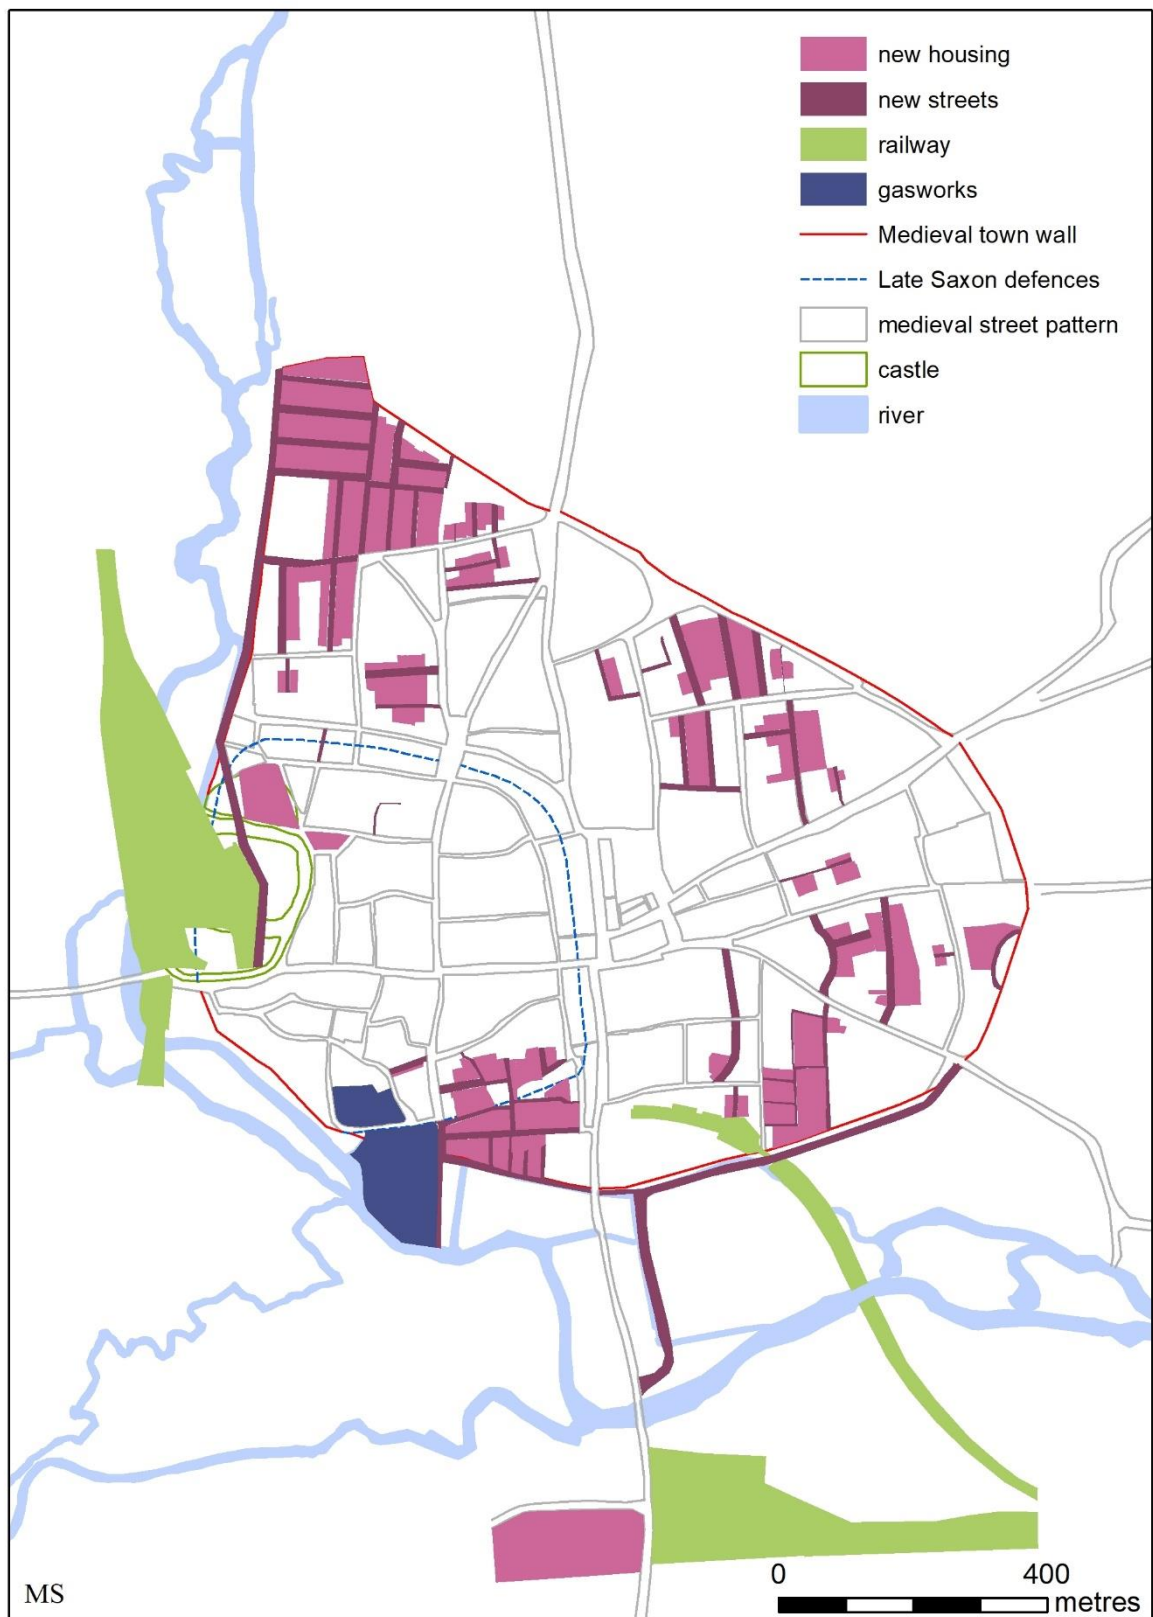 new housing
new streets
railway
gasworks
Medieval town wall
Late Saxon defences
medieval street pattern
castle
river
0 400
metres
MS